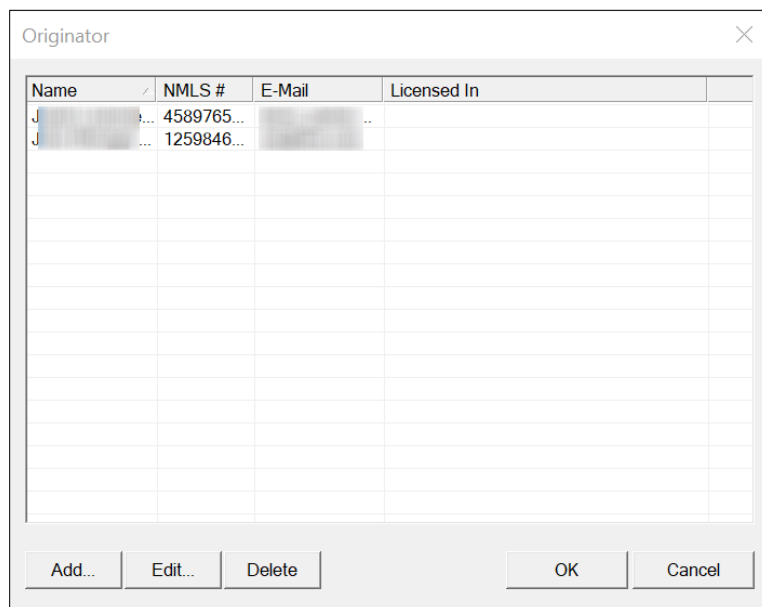 Originator
Name NMLS # E-Mail Licensed In
J e... 4589765... ..
J ... 1259846...
Add... Edit... Delete OK Cancel